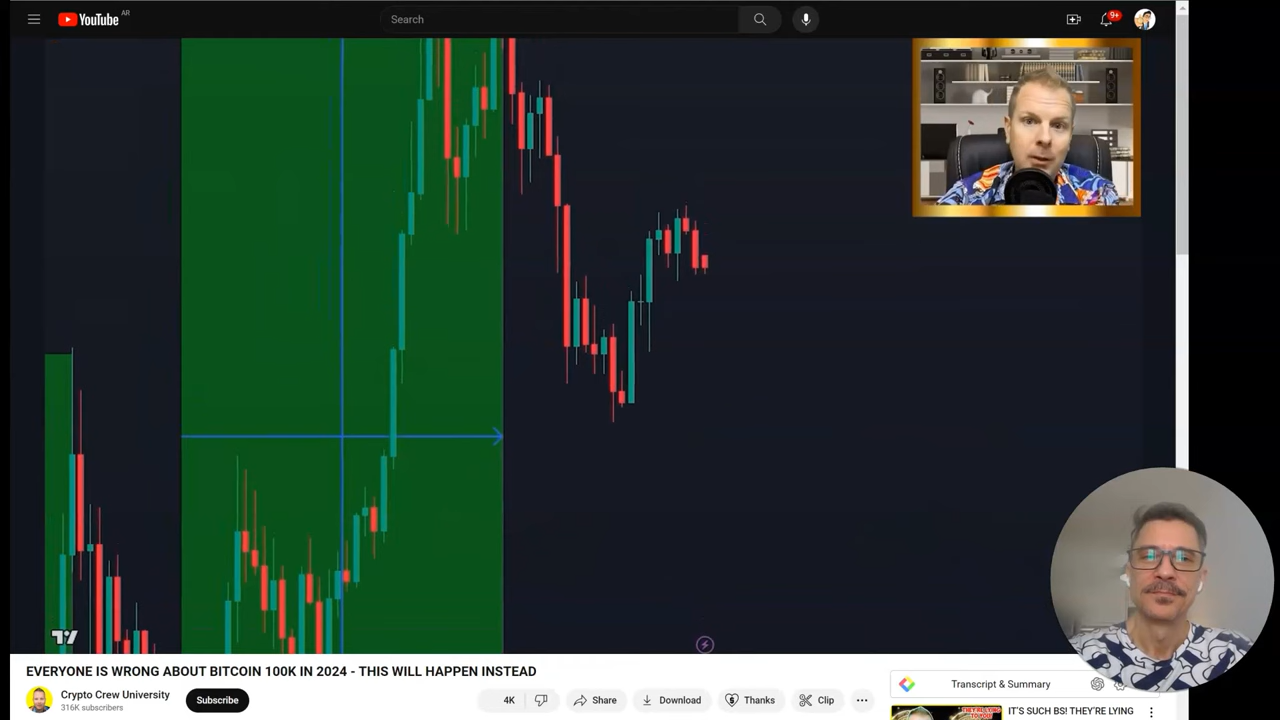 YouTube AR
Search
9+
EVERYONE IS WRONG ABOUT BITCOIN 100K IN 2024 - THIS WILL HAPPEN INSTEAD
Crypto Crew University
316K subscribers
Subscribe
4K
Share
Download
Thanks
Clip
Transcript & Summary
IT'S SUCH BS! THEY'RE LYING